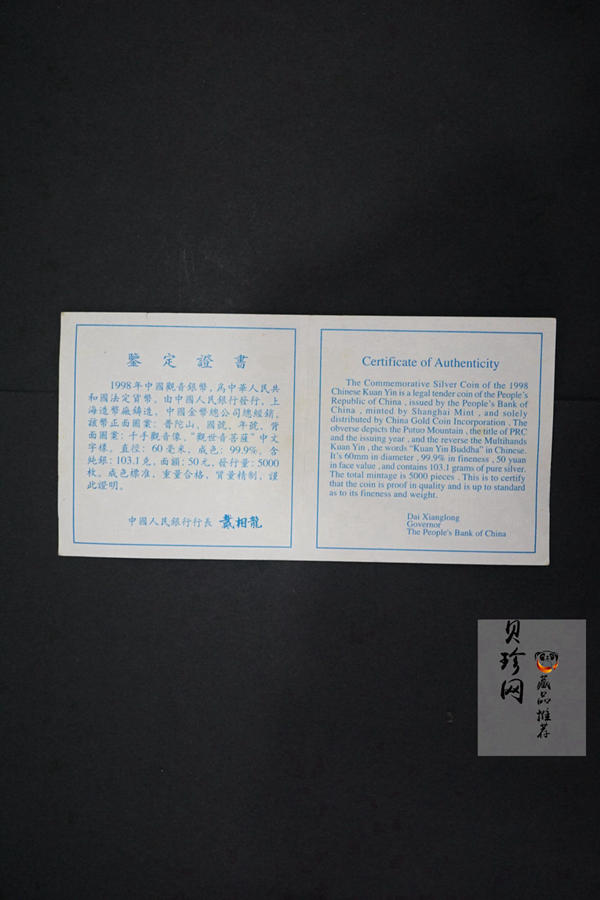 鑒定證書
1998年中國觀音銀幣,爲中華人民共
和國法定貨幣,由中國人民銀行發行,上
海造幣廠鑄造,中國金幣總公司總經銷。
該幣正面圖案:普陀山、國號、年號,背
面圖案:千手觀音像,“觀世音菩薩”中文
字樣。直徑:60毫米,成色:99.9%,含
純銀:103.1克,面額:50元,發行量:5000
枚。成色標准,重量合格,質量精制,謹
此證明。
中國人民銀行行長 戴相龍
Certificate of Authenticity
The Commemorative Silver Coin of the 1998
Chinese Kuan Yin is a legal tender coin of the People's
Republic of China , issued by the People's Bank of
China , minted by Shanghai Mint , and solely
distributed by China Gold Coin Incorporation . The
obverse depicts the Putuo Mountain , the title of PRC
and the issuing year , and the reverse the Multihands
Kuan Yin , the words “Kuan Yin Buddha” in Chinese.
It's 60mm in diameter , 99.9% in fineness , 50 yuan
in face value , and contains 103.1 grams of pure silver.
The total mintage is 5000 pieces . This is to certify
that the coin is proof in quality and is up to standard
as to its fineness and weight.
Dai Xianglong
Governor
The People's Bank of China
贝珍网
藏品推荐